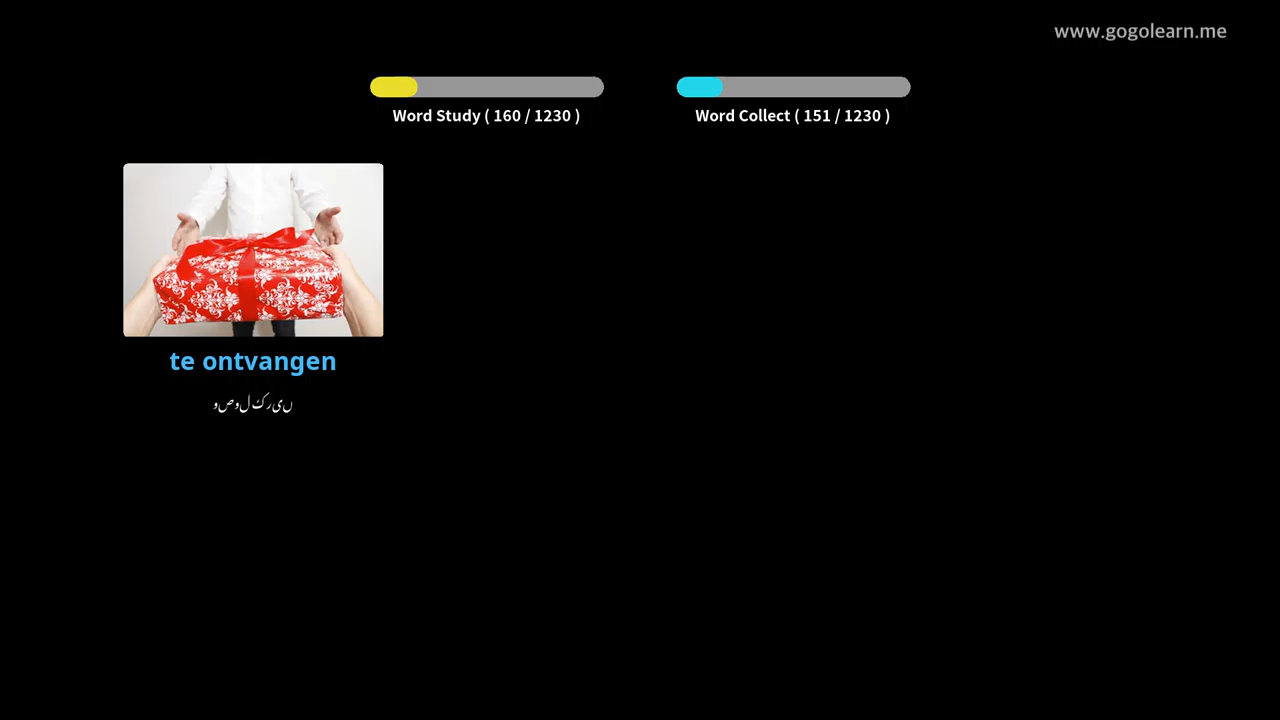 www.gogolearn.me
Word Study ( 160 / 1230 )
Word Collect ( 151 / 1230 )
te ontvangen
وصول کریں